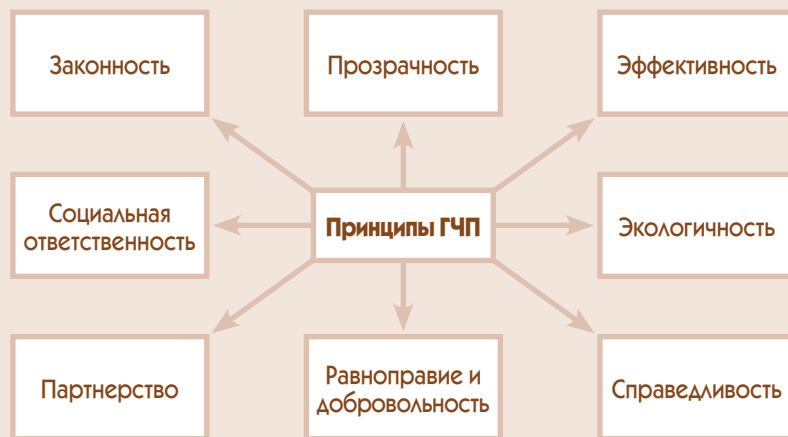 Законность
Прозрачность
Эффективность
Социальная
ответственность
Принципы ГЧП
Экологичность
Партнерство
Равноправие и
добровольность
Справедливость